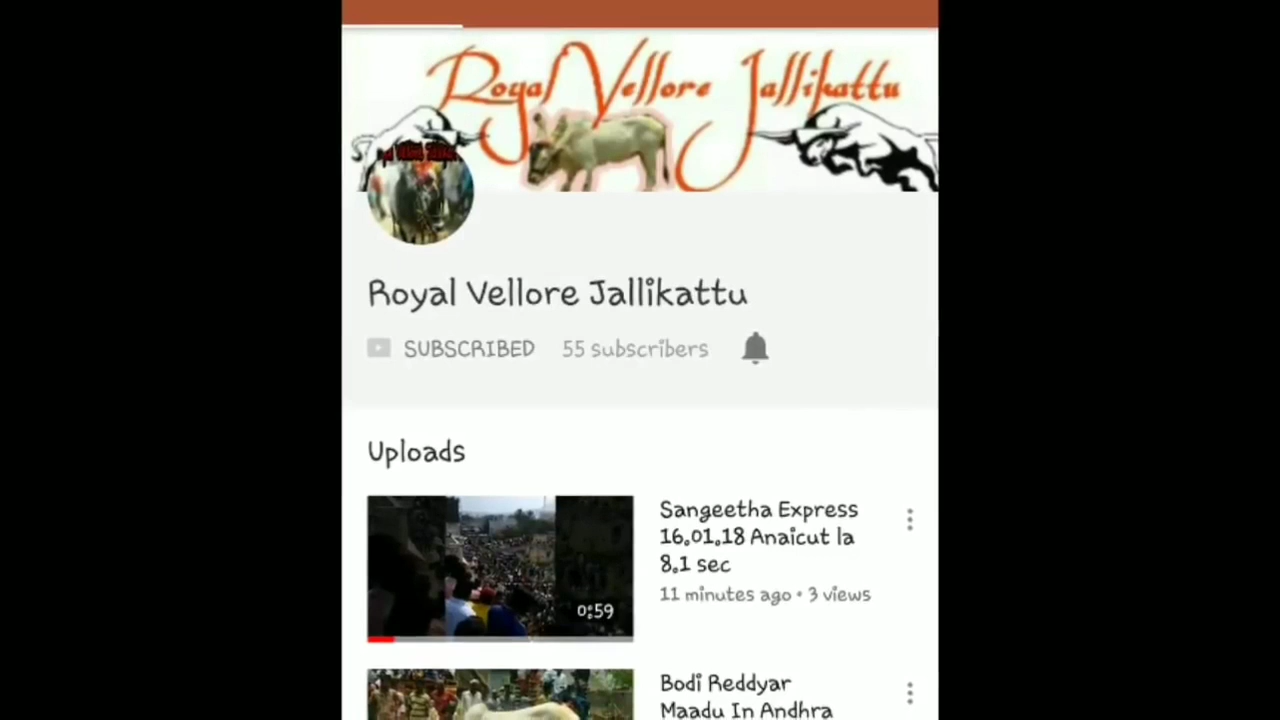 Royal Vellore Jallikattu
Royal Vellore Jallikattu
SUBSCRIBED 55 subscribers
Uploads
Sangeetha Express
16.01.18 Anaicut la
8.1 sec
11 minutes ago • 3 views
0:59
Bodi Reddyar
Maadu In Andhra